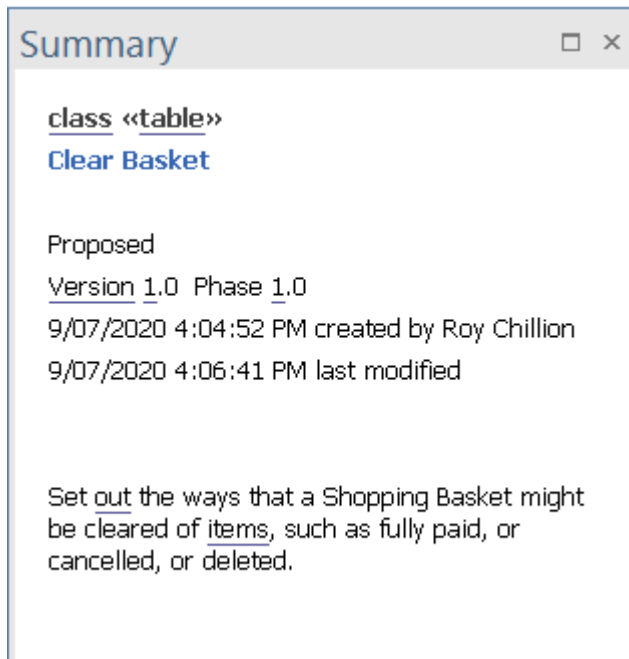 Summary
class «table»
Clear Basket
Proposed
Version 1.0 Phase 1.0
9/07/2020 4:04:52 PM created by Roy Chillion
9/07/2020 4:06:41 PM last modified
Set out the ways that a Shopping Basket might
be cleared of items, such as fully paid, or
cancelled, or deleted.